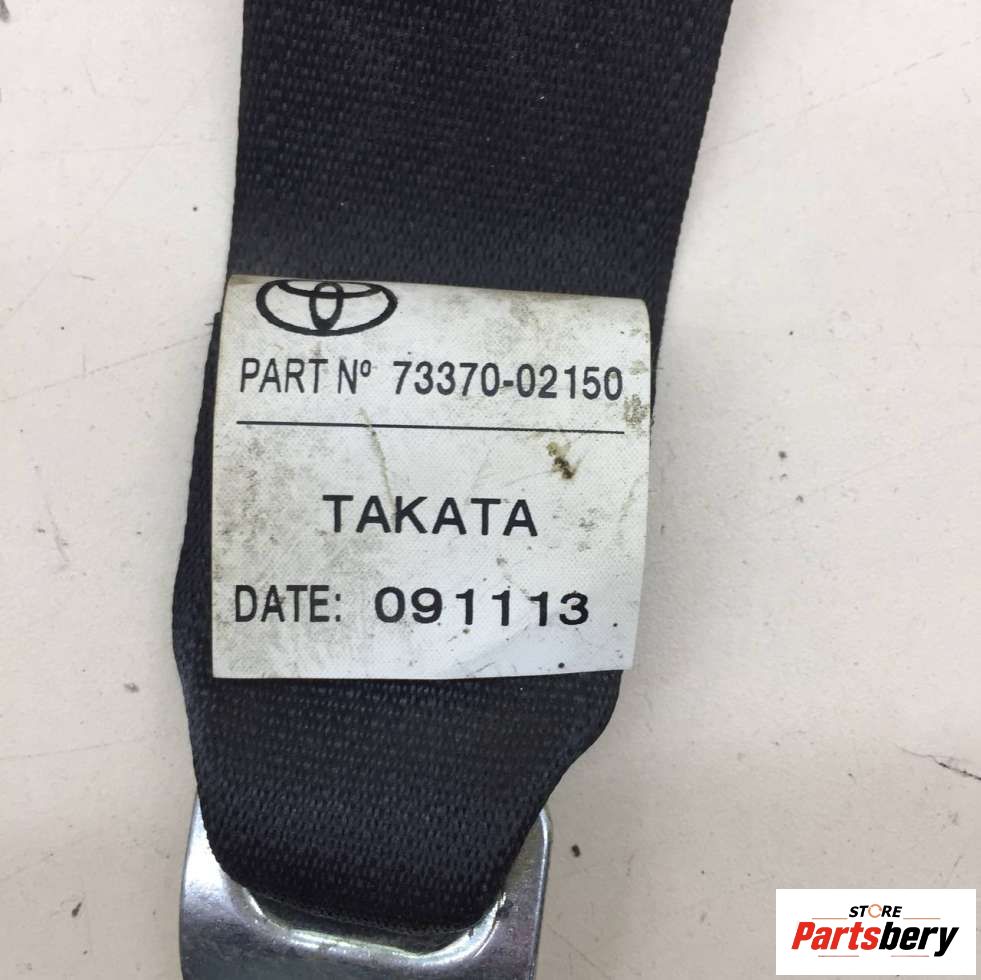 PART Nº 73370-02150
TAKATA
DATE: 091113
STORE
Partsbery